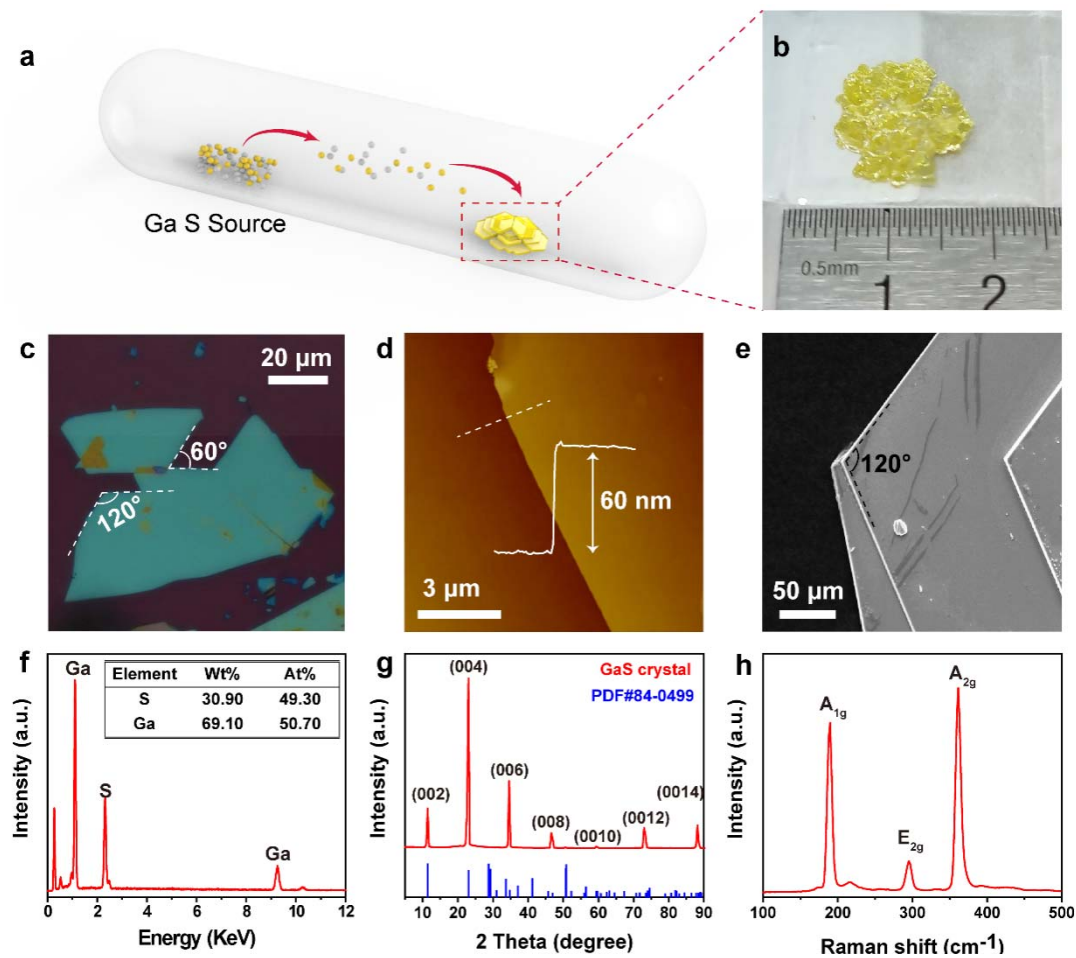 a
Ga S Source
b
0.5mm
1
2
c
20 μm
60°
120°
d
60 nm
3 μm
e
120°
50 μm
f
Ga
Element Wt% At%
S 30.90 49.30
Ga 69.10 50.70
S
Ga
Intensity (a.u.)
0 2 4 6 8 10 12
Energy (KeV)
g
(004)
GaS crystal
PDF#84-0499
(002)
(006)
(008)
(0010)
(0012)
(0014)
Intensity (a.u.)
10 20 30 40 50 60 70 80 90
2 Theta (degree)
h
A1g
E2g
A2g
Intensity (a.u.)
100 200 300 400 500
Raman shift (cm-1)